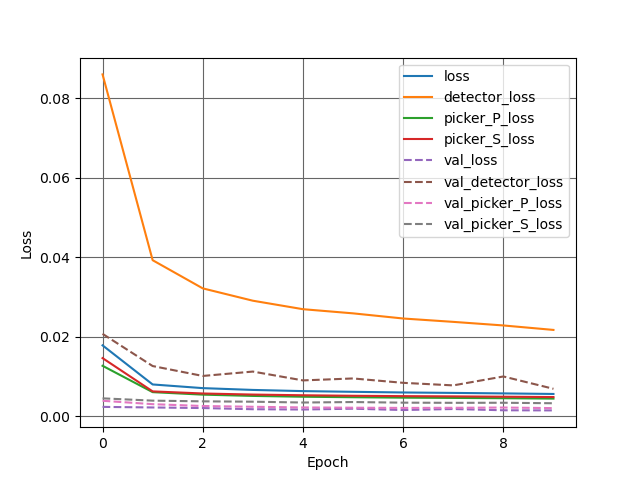 0.08
0.06
0.04
0.02
0.00
Loss
0
2
4
6
8
Epoch
loss
detector_loss
picker_P_loss
picker_S_loss
val_loss
val_detector_loss
val_picker_P_loss
val_picker_S_loss